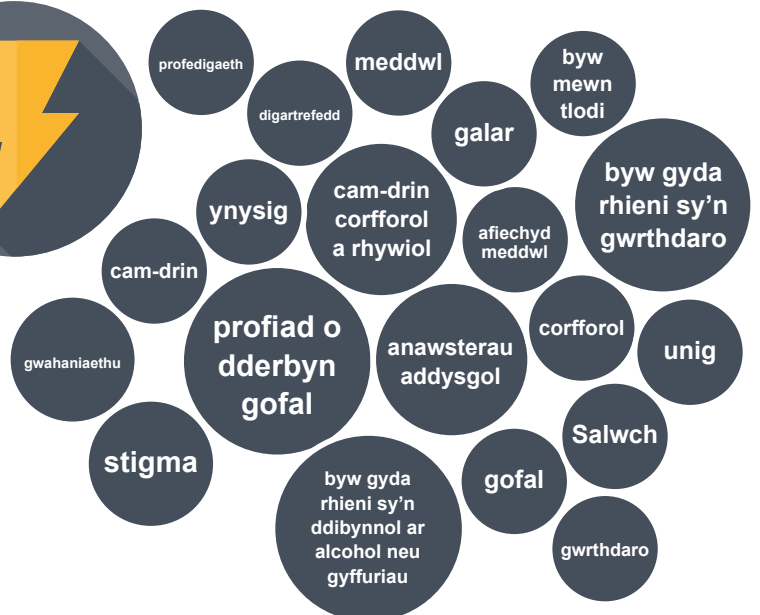 profedigaeth
meddwl
byw
mewn
tlodi
digartrefedd
galar
byw gyda
rhieni sy’n
gwrthdaro
ynysig
cam-drin
corfforol
a rhywiol
afiechyd
meddwl
cam-drin
profiad o
dderbyn
gofal
anawsterau
addysgol
corfforol
unig
gwahaniaethu
stigma
Salwch
byw gyda
rhieni sy’n
ddibynnol ar
alcohol neu
gyffuriau
gofal
gwrthdaro